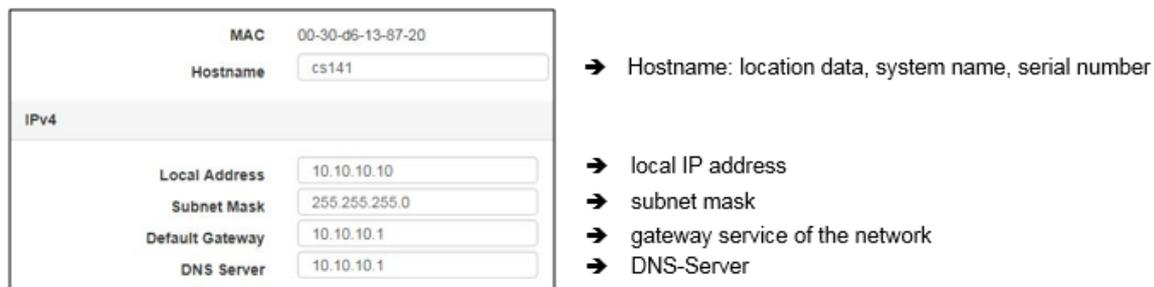 MAC 00-30-d6-13-87-20
Hostname cs141 ➔ Hostname: location data, system name, serial number
IPv4
Local Address 10.10.10.10 ➔ local IP address
Subnet Mask 255.255.255.0 ➔ subnet mask
Default Gateway 10.10.10.1 ➔ gateway service of the network
DNS Server 10.10.10.1 ➔ DNS-Server